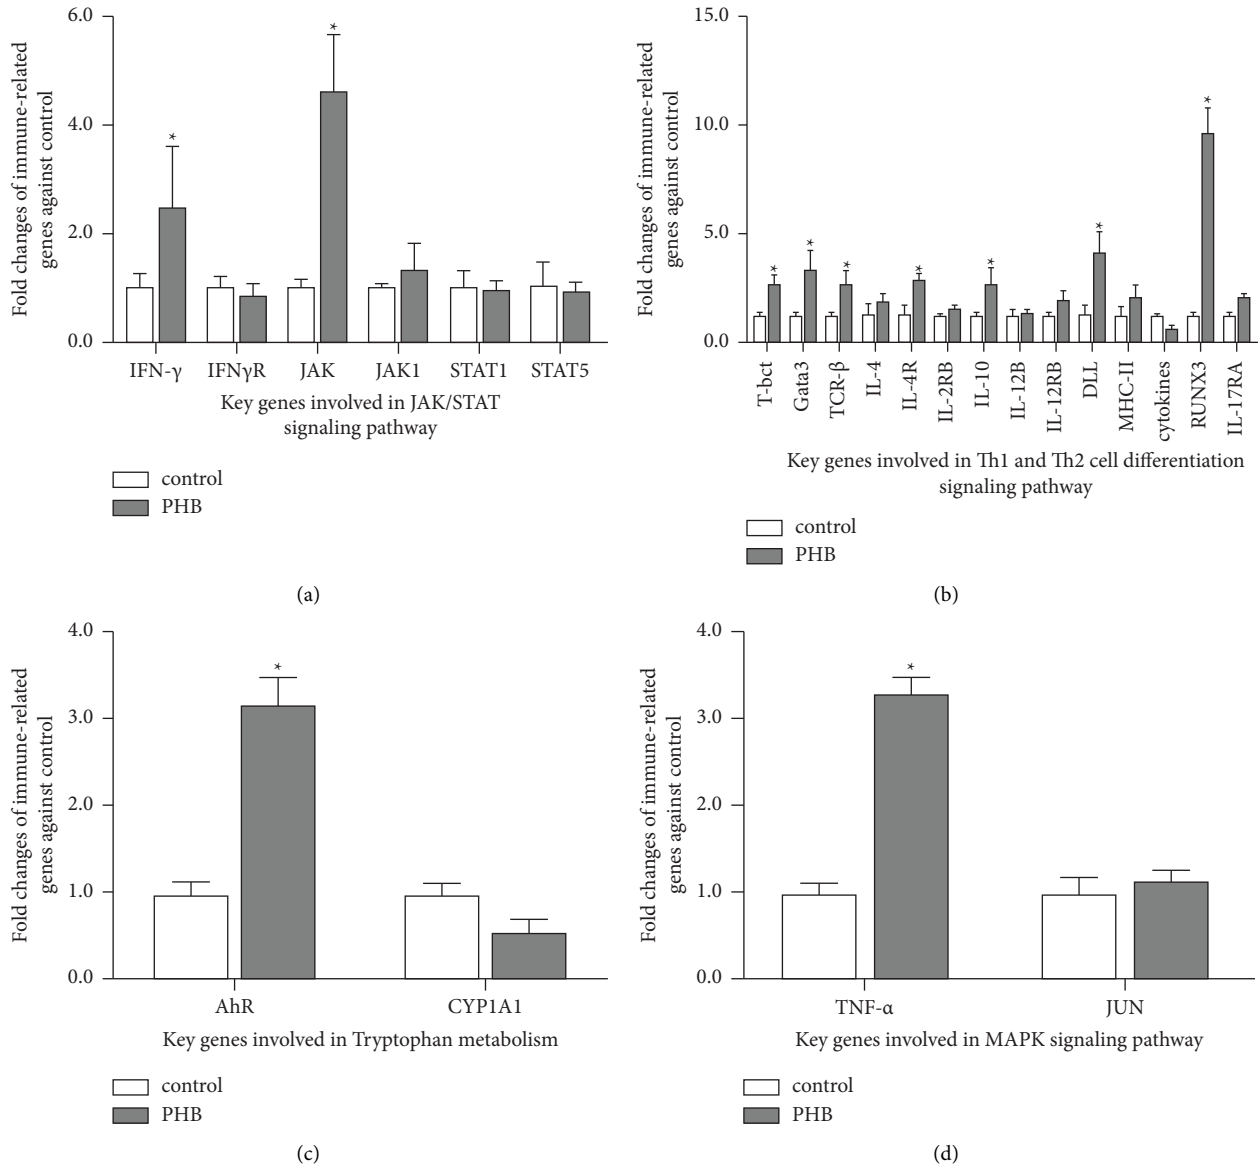 Fold changes of immune-related
genes against control
6.0
4.0
2.0
0.0
*
*
IFN-γ IFNγR JAK JAK1 STAT1 STAT5
Key genes involved in JAK/STAT
signaling pathway
control
PHB
(a)
Fold changes of immune-related
genes against control
15.0
10.0
5.0
0.0
*
*
*
*
*
*
*
T-bct
Gata3
TCR-β
IL-4
IL-4R
IL-2RB
IL-10
IL-12B
IL-12RB
DLL
MHC-II
cytokines
RUNX3
IL-17RA
Key genes involved in Th1 and Th2 cell differentiation
signaling pathway
control
PHB
(b)
Fold changes of immune-related
genes against control
4.0
3.0
2.0
1.0
0.0
*
AhR CYP1A1
Key genes involved in Tryptophan metabolism
control
PHB
(c)
Fold changes of immune-related
genes against control
4.0
3.0
2.0
1.0
0.0
*
TNF-α JUN
Key genes involved in MAPK signaling pathway
control
PHB
(d)